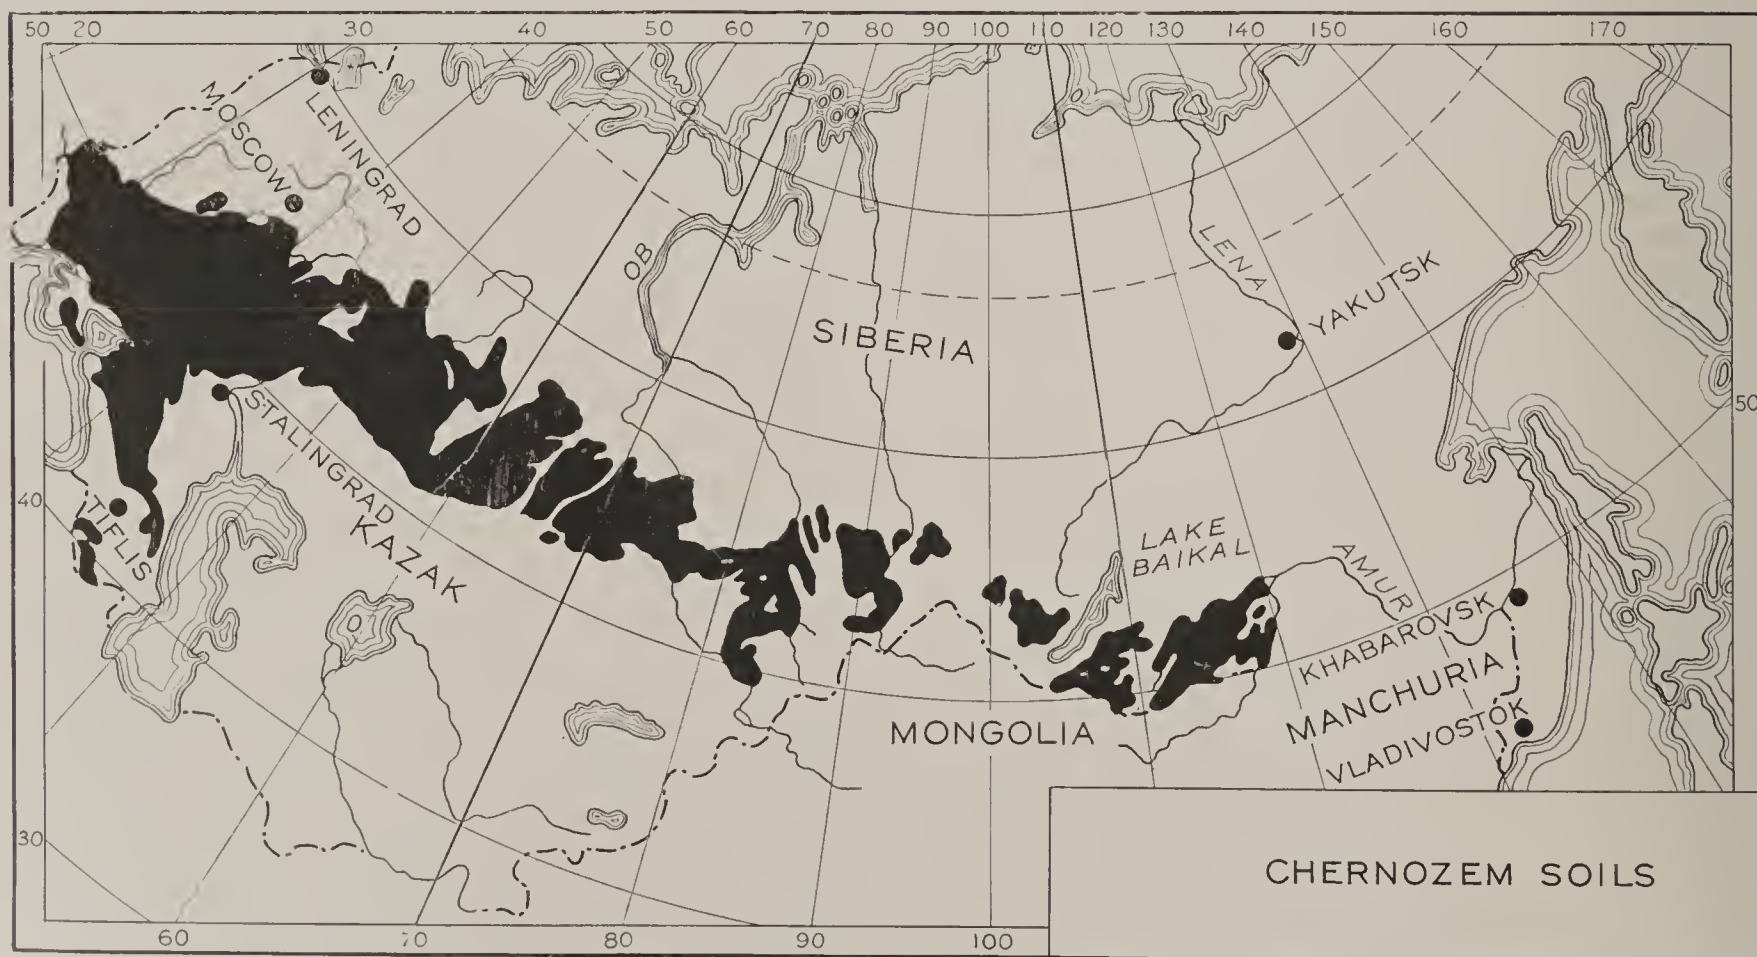 50 20 30 40 50 60 70 80 90 100 110 120 130 140 150 160 170
MOSCOW
LENINGRAD
OB
LENA
YAKUTSK
SIBERIA
50
STALINGRAD
40
TIFLIS
KAZAK
LAKE
BAIKAL
AMUR
KHABAROVSK
MANCHURIA
MONGOLIA
VLADIVOSTOK
30
CHERNOZEM SOILS
60 70 80 90 100